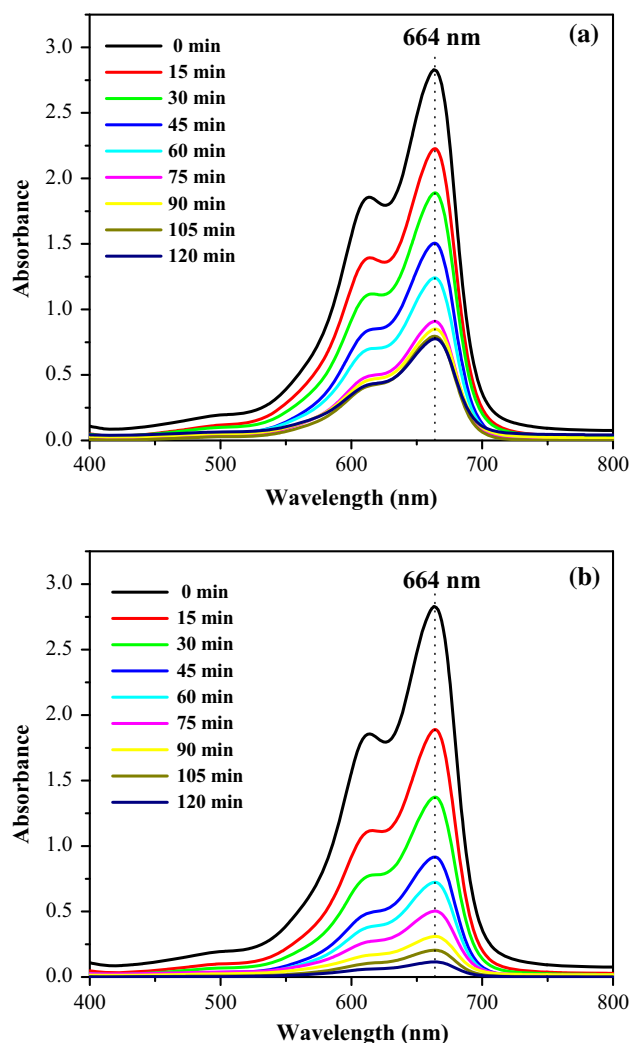 664 nm
(a)
3.0
0 min
15 min
2.5
30 min
45 min
2.0
60 min
75 min
1.5
90 min
105 min
1.0
120 min
0.5
0.0
Absorbance
400
500
600
700
800
Wavelength (nm)
664 nm
(b)
3.0
0 min
15 min
2.5
30 min
45 min
2.0
60 min
75 min
1.5
90 min
105 min
1.0
120 min
0.5
0.0
Absorbance
400
500
600
700
800
Wavelength (nm)